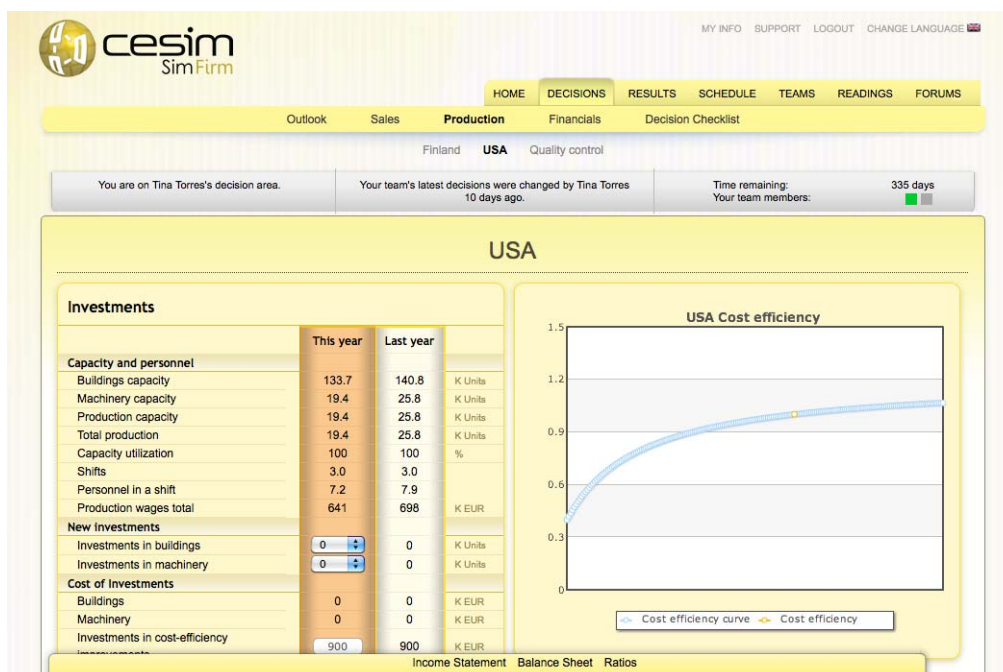 cesim
SimFirm
MY INFO SUPPORT LOGOUT CHANGE LANGUAGE
HOME DECISIONS RESULTS SCHEDULE TEAMS READINGS FORUMS
Outlook Sales Production Financials Decision Checklist
Finland USA Quality control
You are on Tina Torres's decision area.
Your team's latest decisions were changed by Tina Torres
10 days ago.
Time remaining: 335 days
Your team members:
USA
Investments
This year Last year
Capacity and personnel
Buildings capacity 133.7 140.8 K Units
Machinery capacity 19.4 25.8 K Units
Production capacity 19.4 25.8 K Units
Total production 19.4 25.8 K Units
Capacity utilization 100 100 %
Shifts 3.0 3.0
Personnel in a shift 7.2 7.9
Production wages total 641 698 K EUR
New investments
Investments in buildings 0 0 K Units
Investments in machinery 0 0 K Units
Cost of Investments
Buildings 0 0 K EUR
Machinery 0 0 K EUR
Investments in cost-efficiency
900 900 K EUR
USA Cost efficiency
1.5
1.2
0.9
0.6
0.3
0
Cost efficiency curve Cost efficiency
Income Statement Balance Sheet Ratios